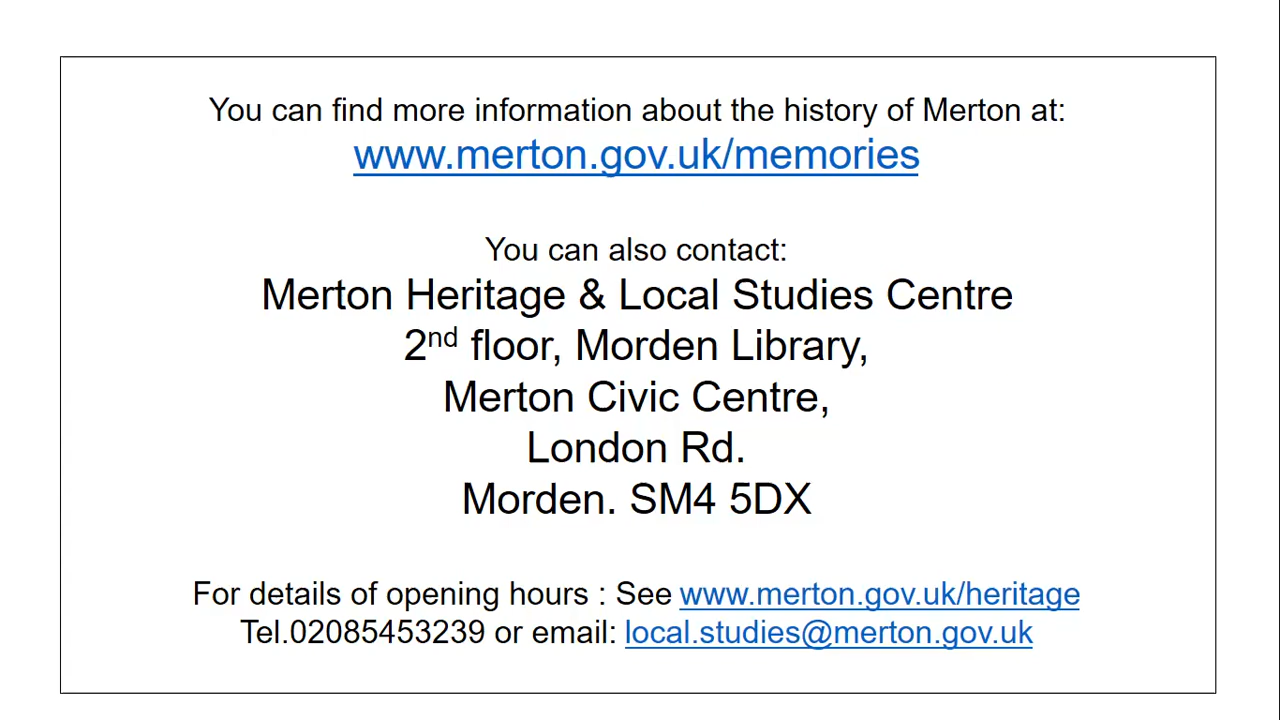 You can find more information about the history of Merton at:
www.merton.gov.uk/memories
You can also contact:
Merton Heritage & Local Studies Centre
2nd floor, Morden Library,
Merton Civic Centre,
London Rd.
Morden. SM4 5DX
For details of opening hours : See www.merton.gov.uk/heritage
Tel.02085453239 or email: local.studies@merton.gov.uk